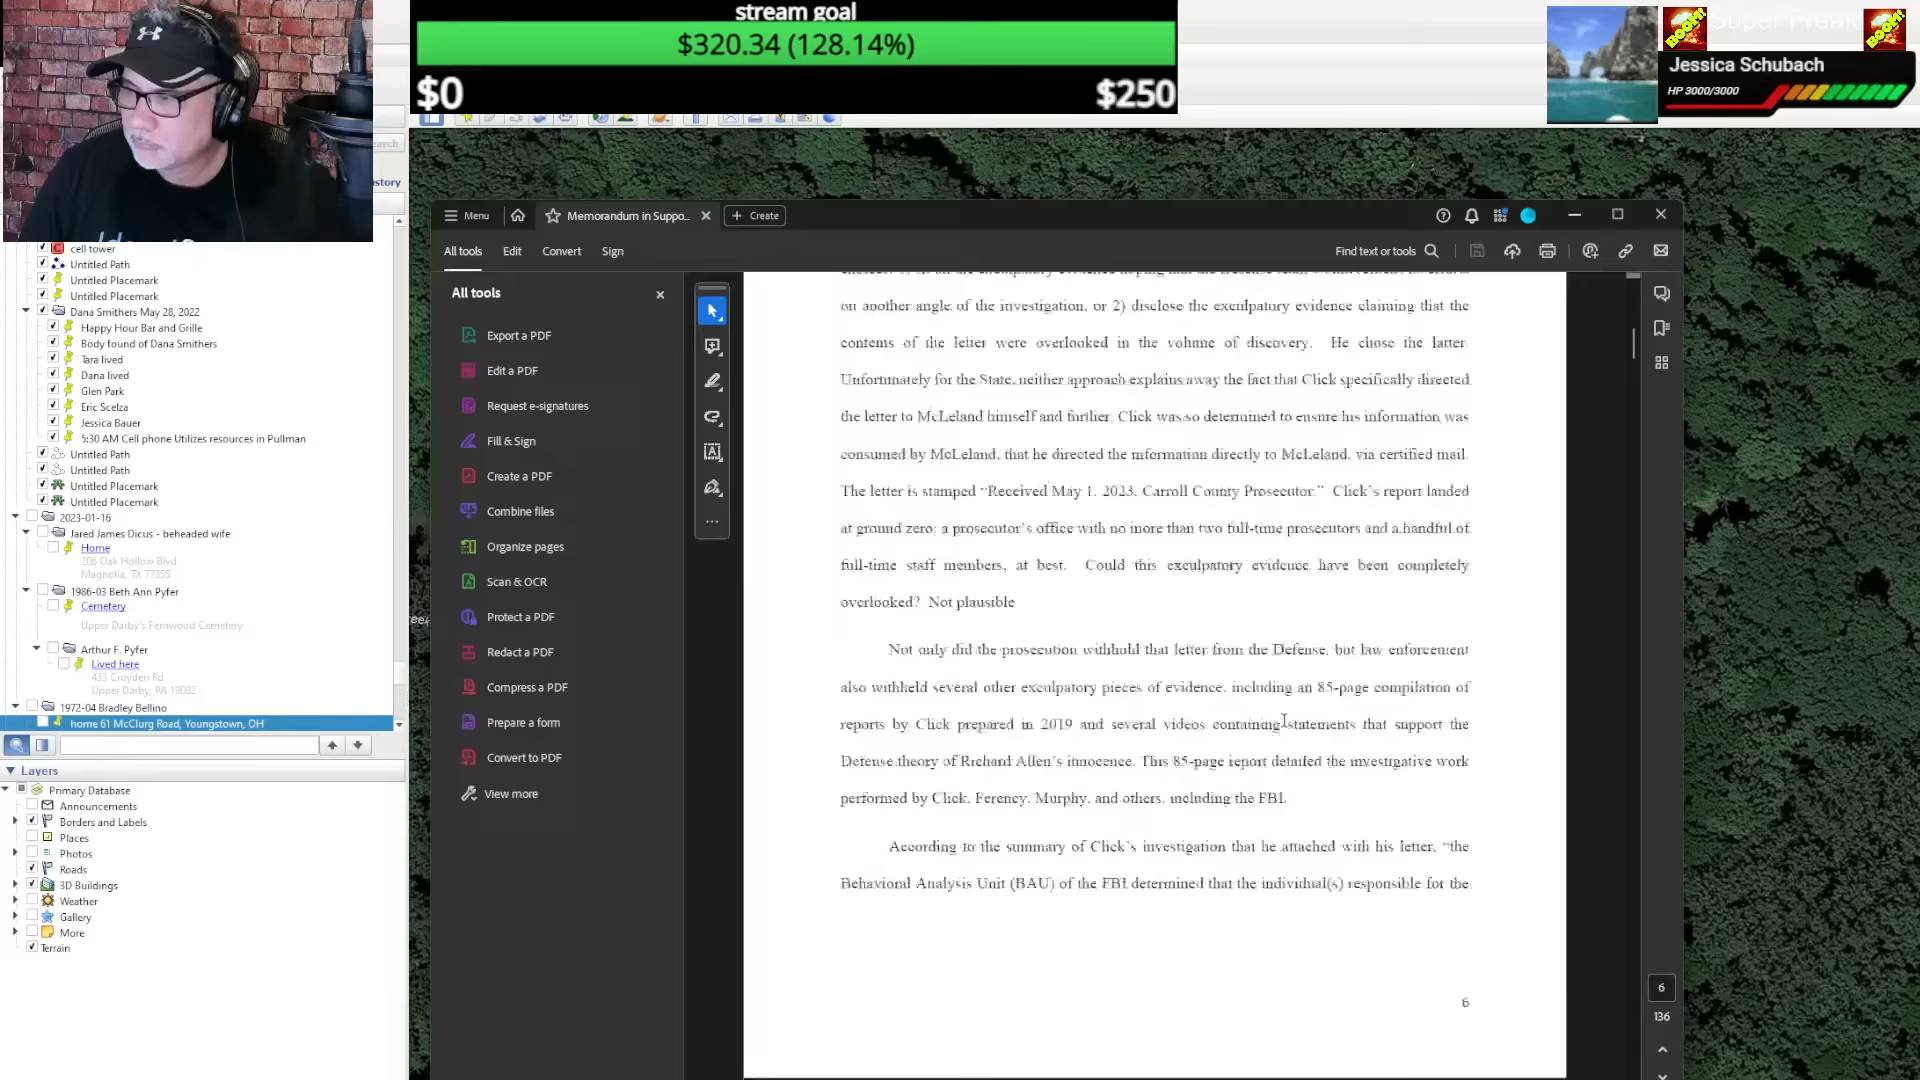 stream goal
$320.34 (128.14%)
$0
$250
Jessica Schubach
HP 3000/3000
BOOM!
BOOM!
earch
istory
cell tower
Untitled Path
Untitled Placemark
Untitled Placemark
Dana Smithers May 28, 2022
Happy Hour Bar and Grille
Body found of Dana Smithers
Tara lived
Dana lived
Glen Park
Eric Scelza
Jessica Bauer
5:30 AM Cell phone Utilizes resources in Pullman
Untitled Path
Untitled Path
Untitled Placemark
Untitled Placemark
2023-01-16
Jared James Dicus - beheaded wife
Home
206 Oak Hollow Blvd
Magnolia, TX 77355
1986-03 Beth Ann Pyfer
Cemetery
Upper Darby's Fernwood Cemetery
Arthur F. Pyfer
Lived here
433 Croyden Rd
Upper Darby, PA 19082
1972-04 Bradley Bellino
home 61 McClurg Road, Youngstown, OH
Layers
Primary Database
Announcements
Borders and Labels
Places
Photos
Roads
3D Buildings
Weather
Gallery
More
Terrain
Menu
Memorandum in Suppo...
Create
All tools
Edit
Convert
Sign
Find text or tools
All tools
Export a PDF
Edit a PDF
Request e-signatures
Fill & Sign
Create a PDF
Combine files
Organize pages
Scan & OCR
Protect a PDF
Redact a PDF
Compress a PDF
Prepare a form
Convert to PDF
View more
on another angle of the investigation, or 2) disclose the exculpatory evidence claiming that the
contents of the letter were overlooked in the volume of discovery. He chose the latter.
Unfortunately for the State, neither approach explains away the fact that Click specifically directed
the letter to McLeland himself and further, Click was so determined to ensure his information was
consumed by McLeland, that he directed the information directly to McLeland, via certified mail.
The letter is stamped "Received May 1, 2023, Carroll County Prosecutor." Click's report landed
at ground zero; a prosecutor's office with no more than two full-time prosecutors and a handful of
full-time staff members, at best. Could this exculpatory evidence have been completely
overlooked? Not plausible
Not only did the prosecution withhold that letter from the Defense, but law enforcement
also withheld several other exculpatory pieces of evidence, including an 85-page compilation of
reports by Click prepared in 2019 and several videos containing statements that support the
Defense theory of Richard Allen's innocence. This 85-page report detailed the investigative work
performed by Click, Ferency, Murphy, and others, including the FBI.
According to the summary of Click's investigation that he attached with his letter, "the
Behavioral Analysis Unit (BAU) of the FBI determined that the individual(s) responsible for the
6
6
136